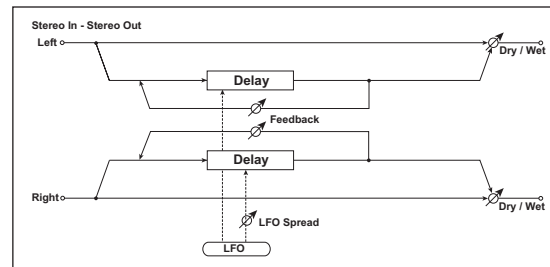 Stereo In - Stereo Out
Left
Dry / Wet
Delay
Feedback
Delay
Right
Dry / Wet
LFO Spread
LFO